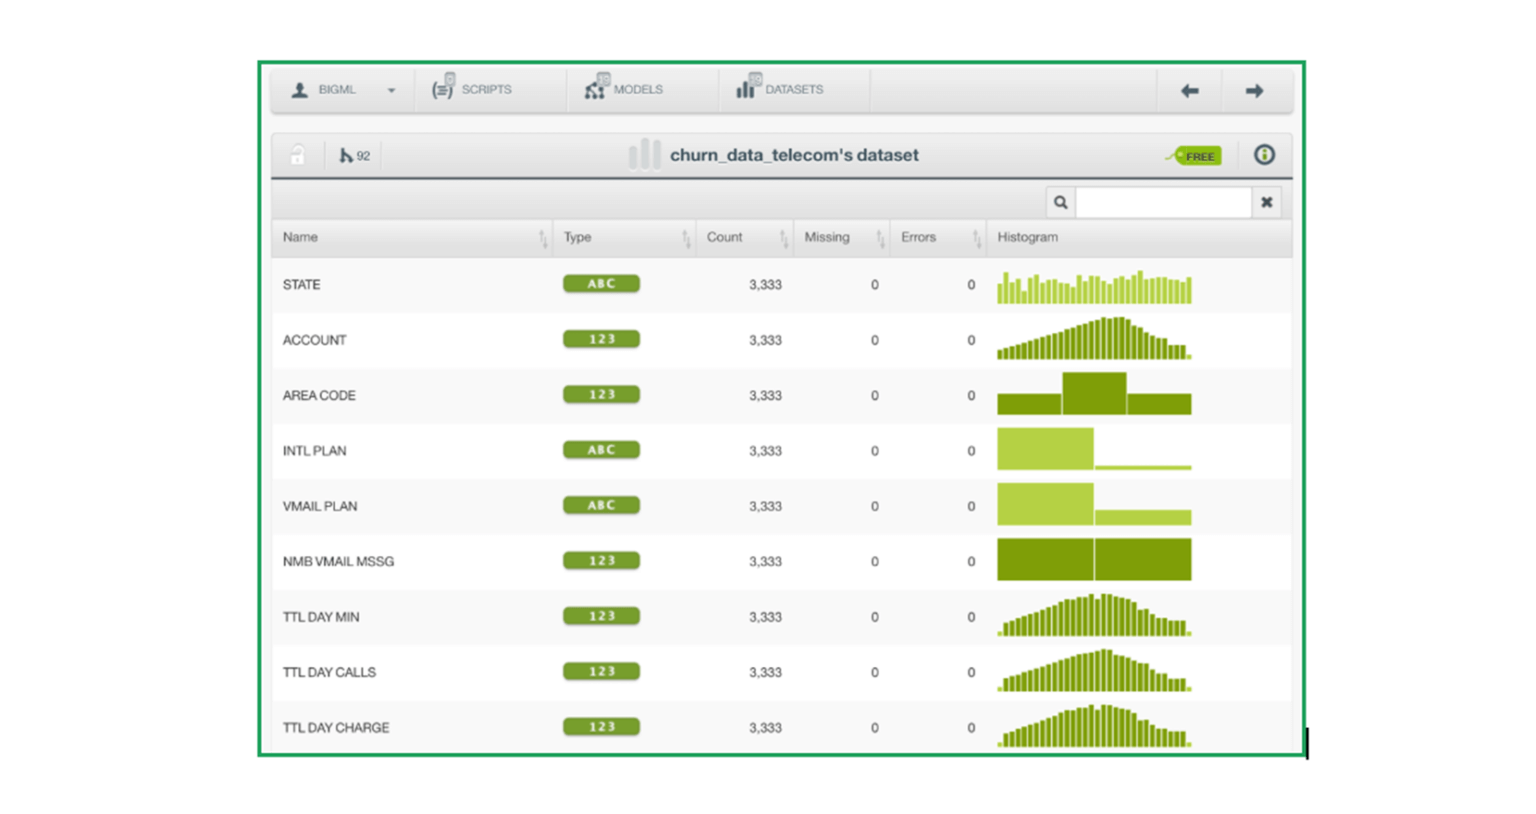 BIGML SCRIPTS MODELS DATASETS
92 churn_data_telecom's dataset FREE
Name Type Count Missing Errors Histogram
STATE ABC 3,333 0 0
ACCOUNT 123 3,333 0 0
AREA CODE 123 3,333 0 0
INTL PLAN ABC 3,333 0 0
VMAIL PLAN ABC 3,333 0 0
NMB VMAIL MSSG 123 3,333 0 0
TTL DAY MIN 123 3,333 0 0
TTL DAY CALLS 123 3,333 0 0
TTL DAY CHARGE 123 3,333 0 0